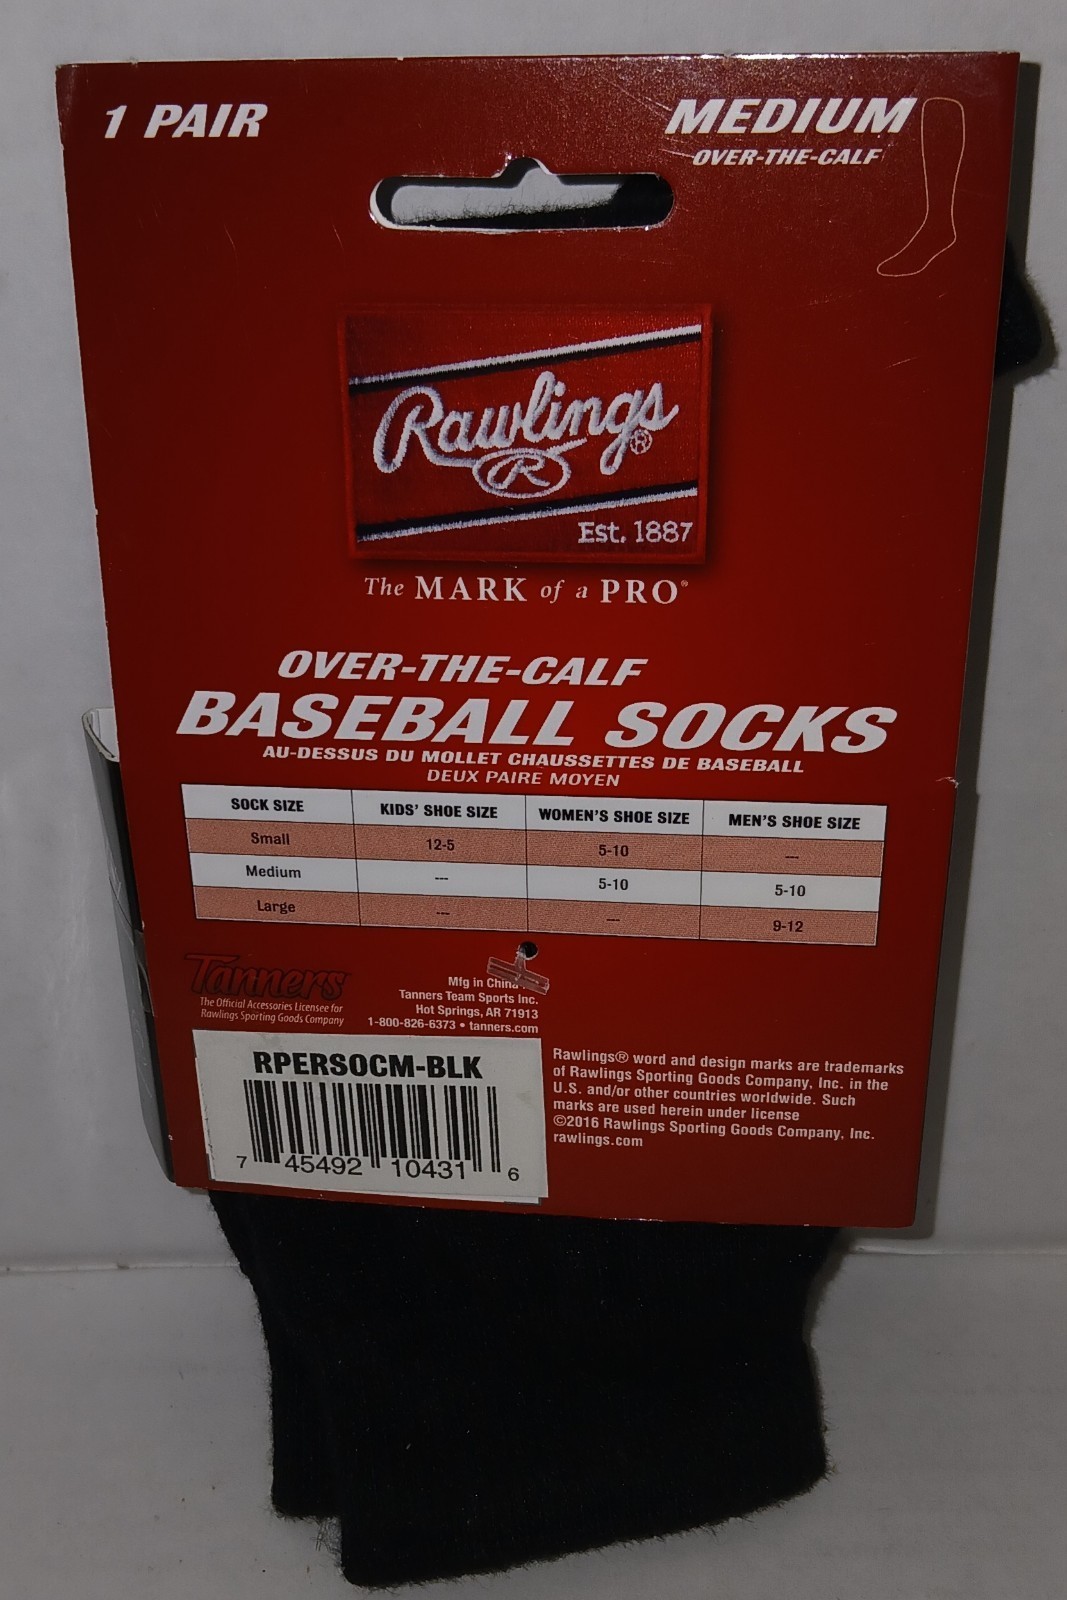 1 PAIR
MEDIUM
OVER-THE-CALF
Rawlings®
R
Est. 1887
The MARK of a PRO®
OVER-THE-CALF
BASEBALL SOCKS
AU-DESSUS DU MOLLET CHAUSSETTES DE BASEBALL
DEUX PAIRE MOYEN
SOCK SIZE KIDS' SHOE SIZE WOMEN'S SHOE SIZE MEN'S SHOE SIZE
Small 12-5 5-10 ---
Medium --- 5-10 5-10
Large --- --- 9-12
Tanners
The Official Accessories Licensee for
Rawlings Sporting Goods Company
Mfg in China
Tanners Team Sports Inc.
Hot Springs, AR 71913
1-800-826-6373 • tanners.com
RPERSOCM-BLK
7 45492 10431 6
Rawlings® word and design marks are trademarks
of Rawlings Sporting Goods Company, Inc. in the
U.S. and/or other countries worldwide. Such
marks are used herein under license
©2016 Rawlings Sporting Goods Company, Inc.
rawlings.com